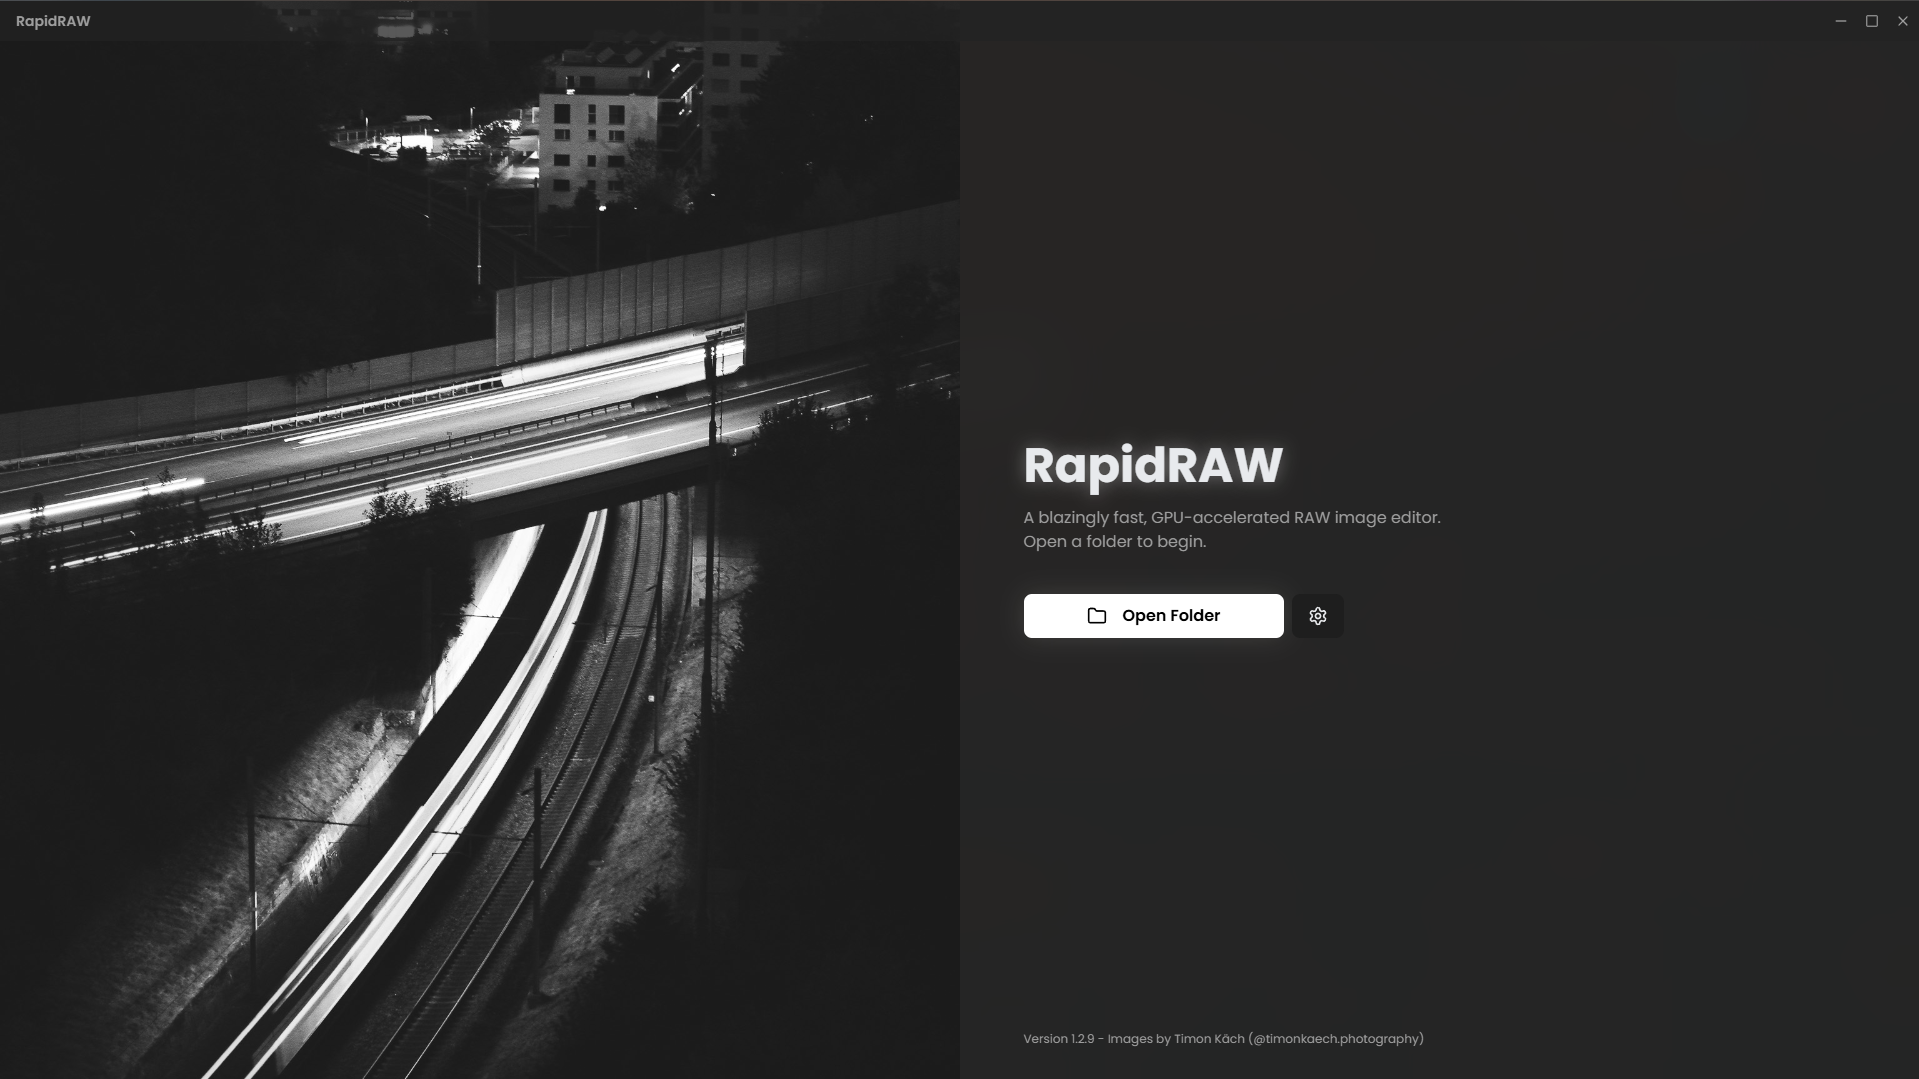 RapidRAW
RapidRAW
A blazingly fast, GPU-accelerated RAW image editor.
Open a folder to begin.
Open Folder
Version 1.2.9 - Images by Timon Käch (@timonkaech.photography)